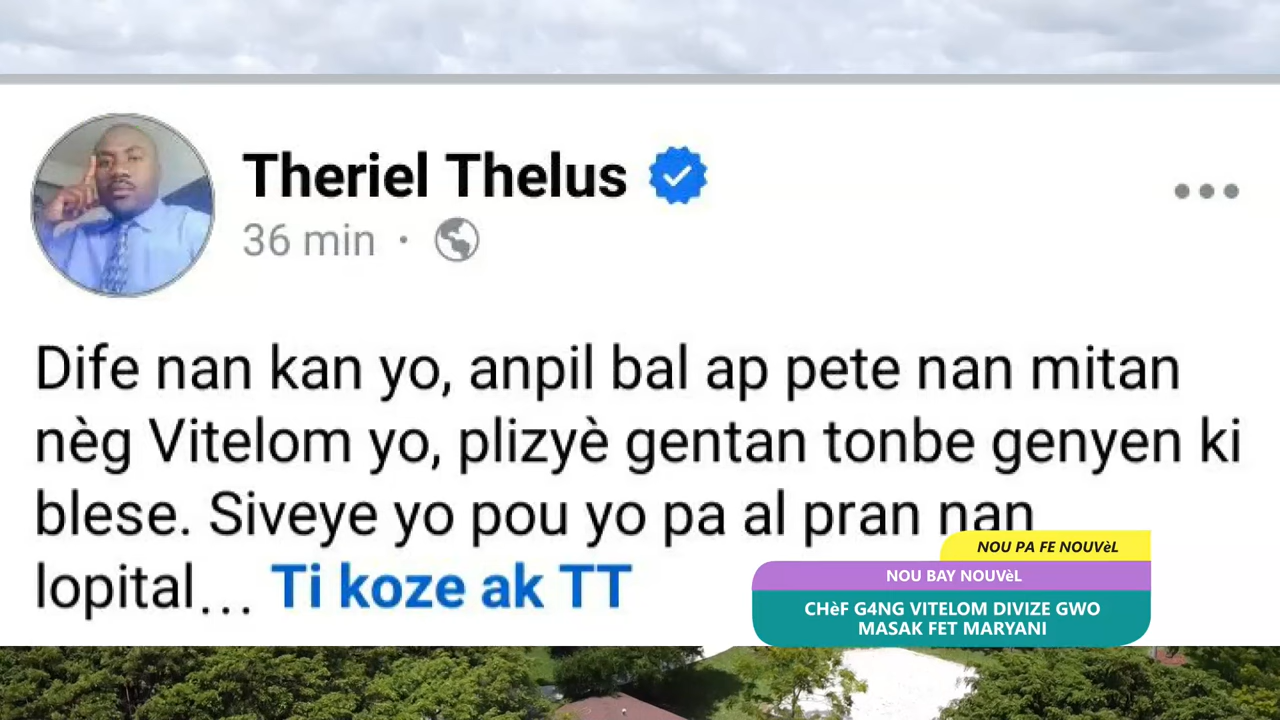 Theriel Thelus
36 min ·
Dife nan kan yo, anpil bal ap pete nan mitan
nèg Vitelom yo, plizyè gentan tonbe genyen ki
blese. Siveye yo pou yo pa al pran nan
lopital... Ti koze ak TT
NOU PA FE NOUVèL
NOU BAY NOUVèL
CHèF G4NG VITELOM DIVIZE GWO
MASAK FET MARYANI